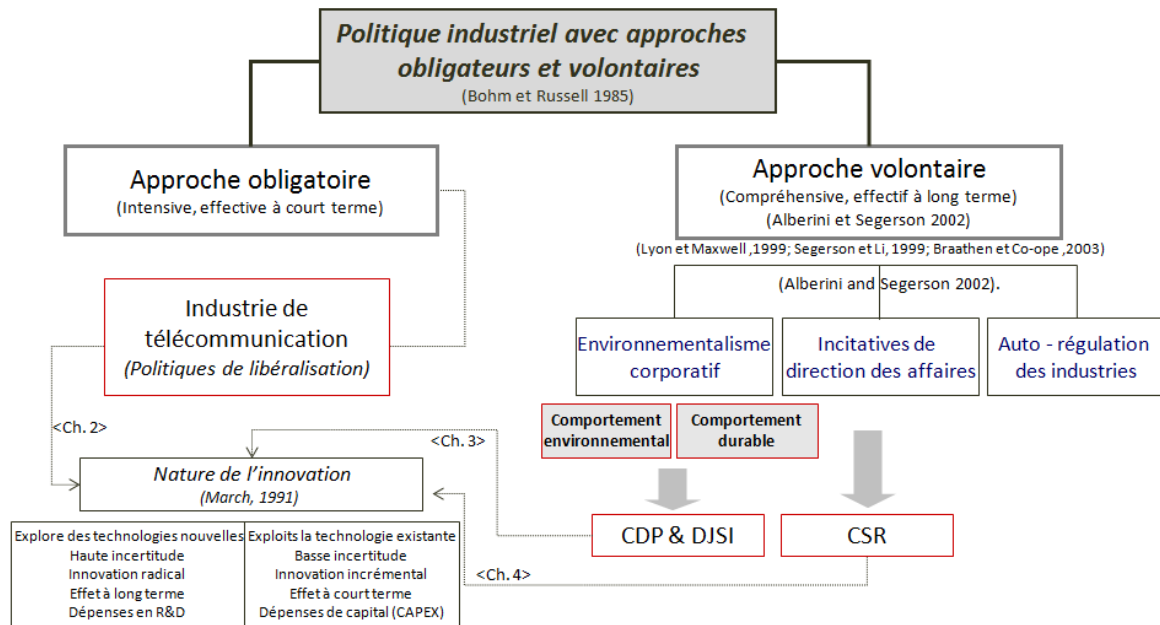 Politique industriel avec approches
obligateurs et volontaires
(Bohm et Russell 1985)
Approche obligatoire
(Intensive, effective à court terme)
Approche volontaire
(Compréhensive, effectif à long terme)
(Alberini et Segerson 2002)
(Lyon et Maxwell ,1999; Segerson et Li, 1999; Braathen et Co-ope ,2003)
(Alberini and Segerson 2002).
Industrie de
télécommunication
(Politiques de libéralisation)
Environnementalisme
corporatif
Incitatives de
direction des affaires
Auto - régulation
des industries
Comportement
environnemental
Comportement
durable
<Ch. 2>
<Ch. 3>
Nature de l’innovation
(March, 1991)
CDP & DJSI
CSR
<Ch. 4>
Explore des technologies nouvelles
Haute incertitude
Innovation radical
Effet à long terme
Dépenses en R&D
Exploits la technologie existante
Basse incertitude
Innovation incrémental
Effet à court terme
Dépenses de capital (CAPEX)